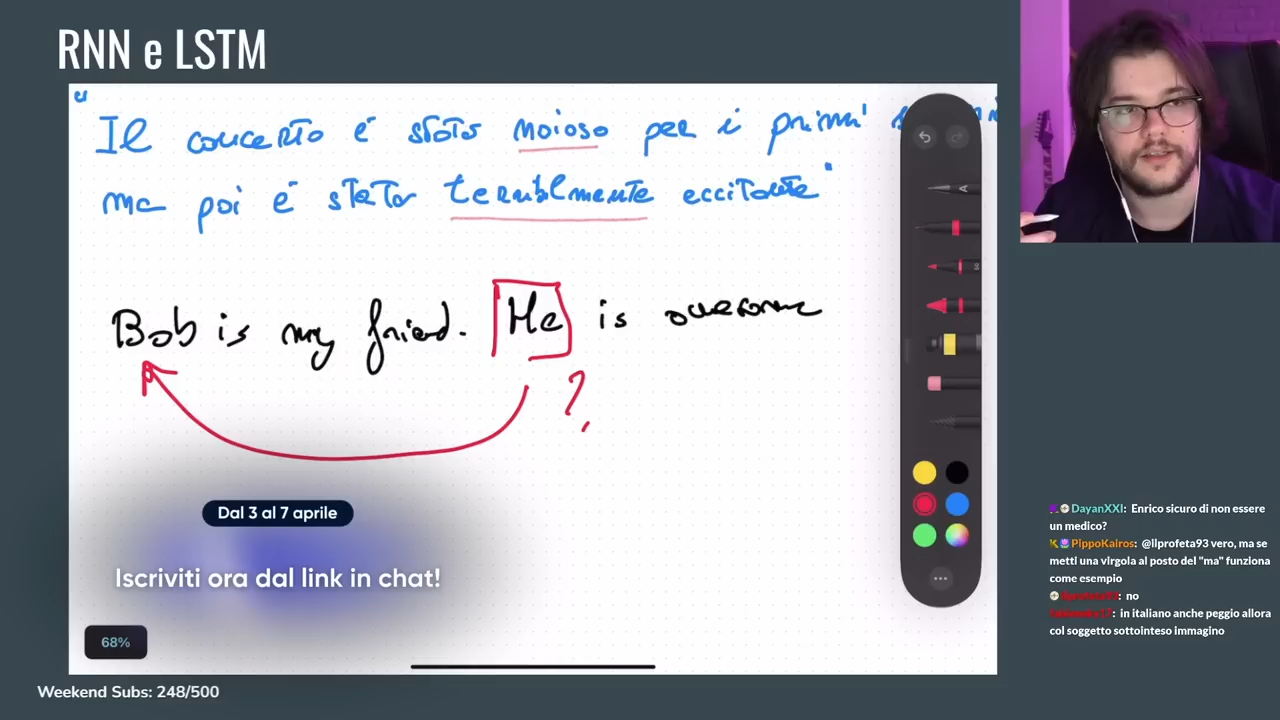 RNN e LSTM
"Il concerto è stato noioso per i primi
ma poi è stato terribilmente eccitante"
Bob is my friend. He is awesome
?
Dal 3 al 7 aprile
Iscriviti ora dal link in chat!
68%
Weekend Subs: 248/500
DayanXXI: Enrico sicuro di non essere
un medico?
PippoKairos: @ilprofeta93 vero, ma se
metti una virgola al posto del "ma" funziona
come esempio
ilprofeta93: no
in italiano anche peggio allora
col soggetto sottointeso immagino